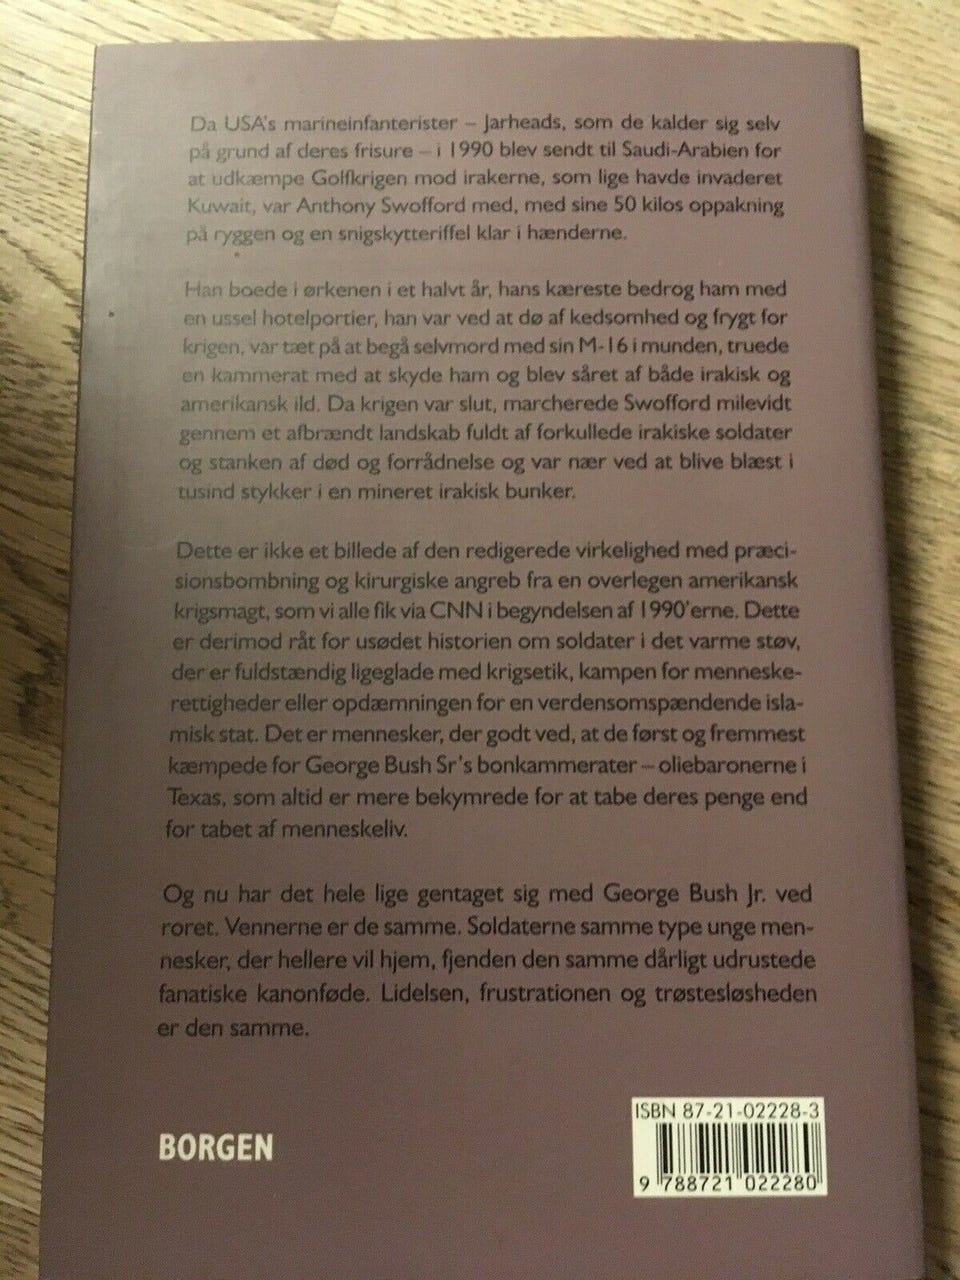 Da USA's marineinfanterister – Jarheads, som de kalder sig selv
på grund af deres frisure – i 1990 blev sendt til Saudi-Arabien for
at udkæmpe Golfkrigen mod irakerne, som lige havde invaderet
Kuwait, var Anthony Swofford med, med sine 50 kilos oppakning
på ryggen og en snigskytteriffel klar i hænderne.
Han boede i ørkenen i et halvt år, hans kæreste bedrog ham med
en ussel hotelportier, han var ved at dø af kedsomhed og frygt for
krigen, var tæt på at begå selvmord med sin M-16 i munden, truede
en kammerat med at skyde ham og blev såret af både irakisk og
amerikansk ild. Da krigen var slut, marcherede Swofford milevidt
gennem et afbrændt landskab fuldt af forkullede irakiske soldater
og stanken af død og forrådnelse og var nær ved at blive blæst i
tusind stykker i en mineret irakisk bunker.
Dette er ikke et billede af den redigerede virkelighed med præci-
sionsbombning og kirurgiske angreb fra en overlegen amerikansk
krigsmagt, som vi alle fik via CNN i begyndelsen af 1990'erne. Dette
er derimod råt for usødet historien om soldater i det varme støv,
der er fuldstændig ligeglade med krigsetik, kampen for menneske-
rettigheder eller opdæmningen for en verdensomspændende isla-
misk stat. Det er mennesker, der godt ved, at de først og fremmest
kæmpede for George Bush Sr's bonkammerater – oliebaronerne i
Texas, som altid er mere bekymrede for at tabe deres penge end
for tabet af menneskeliv.
Og nu har det hele lige gentaget sig med George Bush Jr. ved
roret. Vennerne er de samme. Soldaterne samme type unge men-
nesker, der hellere vil hjem, fjenden den samme dårligt udrustede
fanatiske kanonføde. Lidelsen, frustrationen og trøstesløsheden
er den samme.
ISBN 87-21-02228-3
BORGEN
9 788721 022280